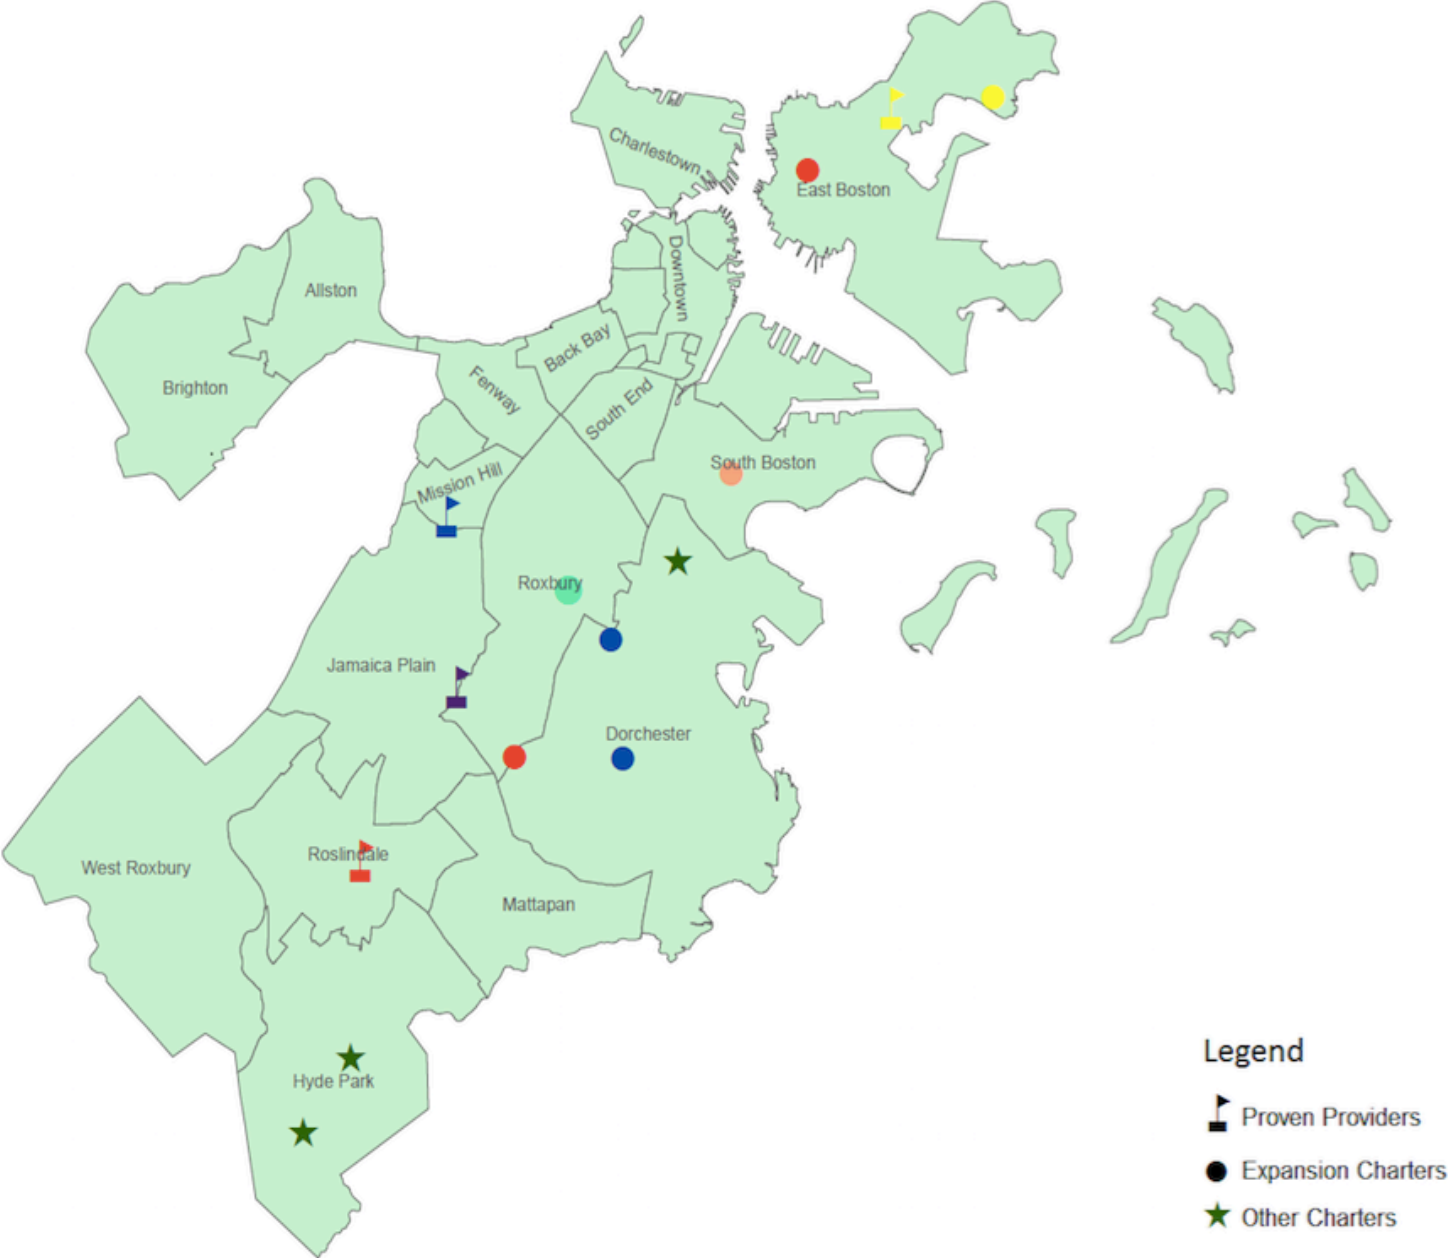 Charlestown
East Boston
Downtown
Allston
Back Bay
Brighton
Fenway
South End
South Boston
Mission Hill
Roxbury
Jamaica Plain
Dorchester
Roslindale
West Roxbury
Mattapan
Hyde Park
Legend
Proven Providers
Expansion Charters
Other Charters